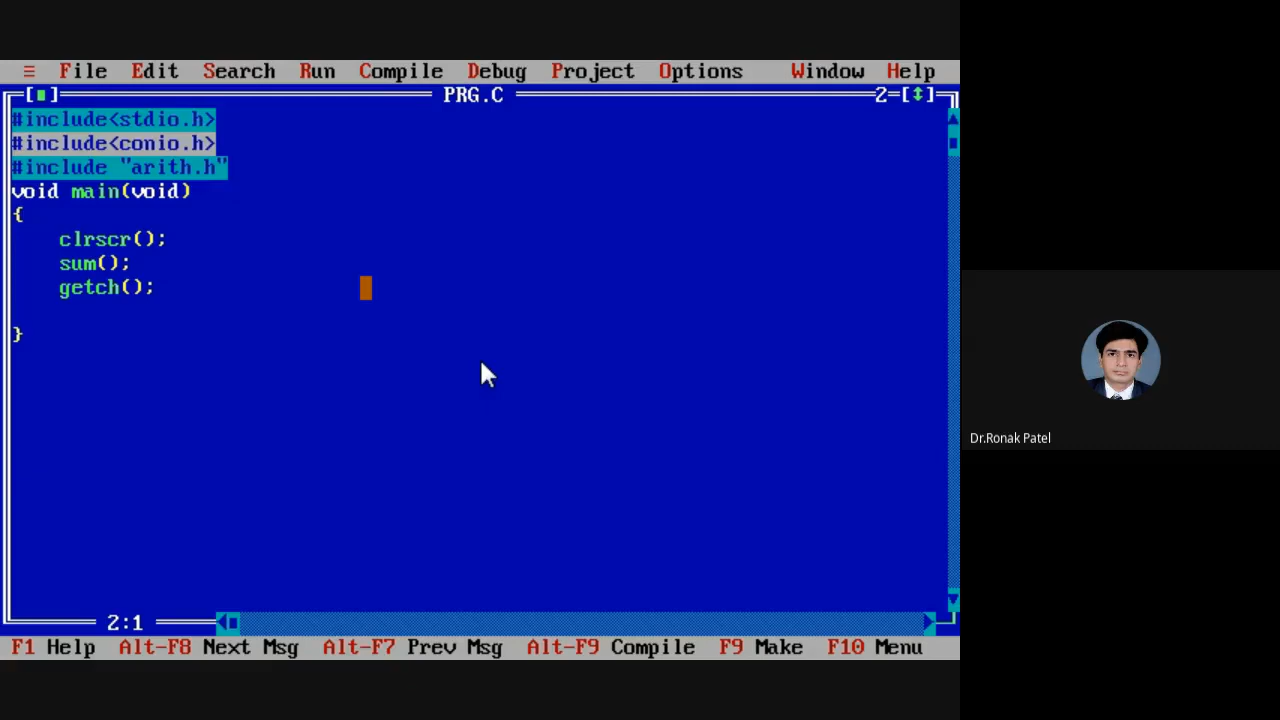 ≡ File Edit Search Run Compile Debug Project Options Window Help
[■] PRG.C 2=[↕]
#include<stdio.h>
#include<conio.h>
#include "arith.h"
void main(void)
{
clrscr();
sum();
getch();
}
2:1
F1 Help Alt-F8 Next Msg Alt-F7 Prev Msg Alt-F9 Compile F9 Make F10 Menu
Dr.Ronak Patel